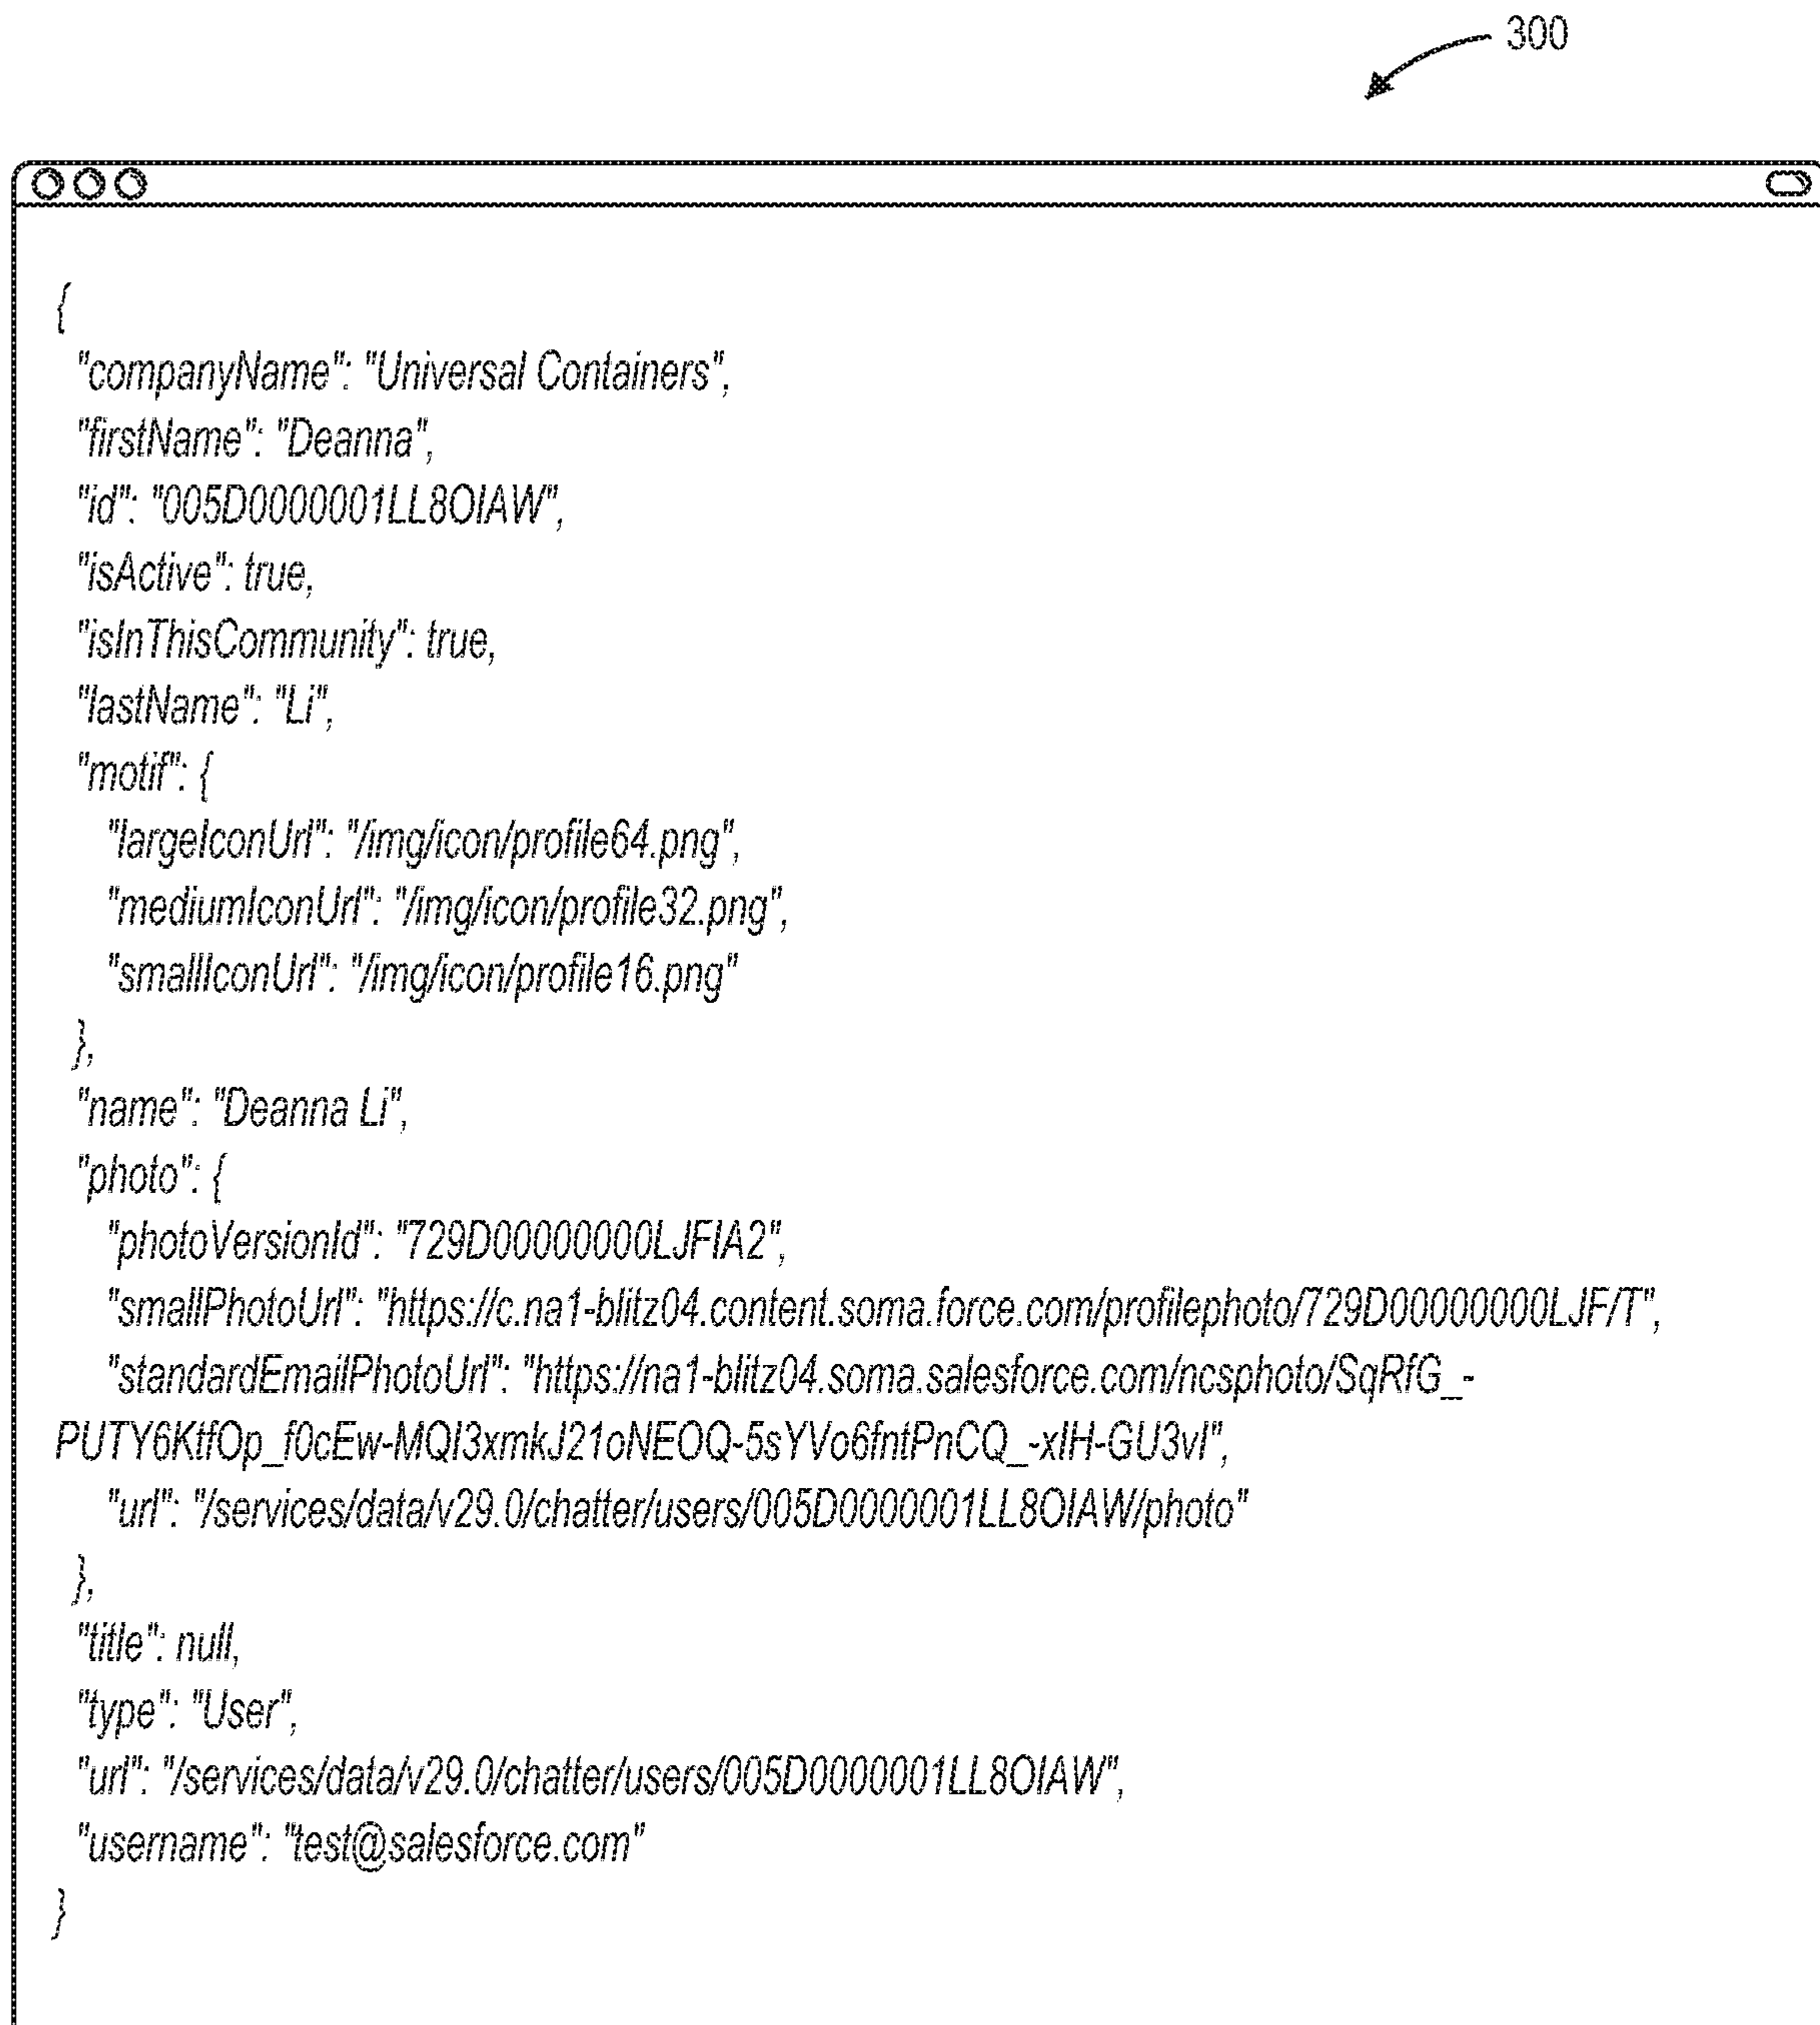 300
{
"companyName": "Universal Containers",
"firstName": "Deanna",
"id": "005D0000001LL8OIAW",
"isActive": true,
"isInThisCommunity": true,
"lastName": "Li",
"motif": {
"largeIconUrl": "/img/icon/profile64.png",
"mediumIconUrl": "/img/icon/profile32.png",
"smallIconUrl": "/img/icon/profile16.png"
},
"name": "Deanna Li",
"photo": {
"photoVersionId": "729D00000000LJFIA2",
"smallPhotoUrl": "https://c.na1-blitz04.content.soma.force.com/profilephoto/729D00000000LJF/T",
"standardEmailPhotoUrl": "https://na1-blitz04.soma.salesforce.com/ncsphoto/SqRfG_-
PUTY6KtfOp_f0cEw-MQI3xmkJ21oNEOQ-5sYVo6fntPnCQ_-xIH-GU3vI",
"url": "/services/data/v29.0/chatter/users/005D0000001LL8OIAW/photo"
},
"title": null,
"type": "User",
"url": "/services/data/v29.0/chatter/users/005D0000001LL8OIAW",
"username": "test@salesforce.com"
}